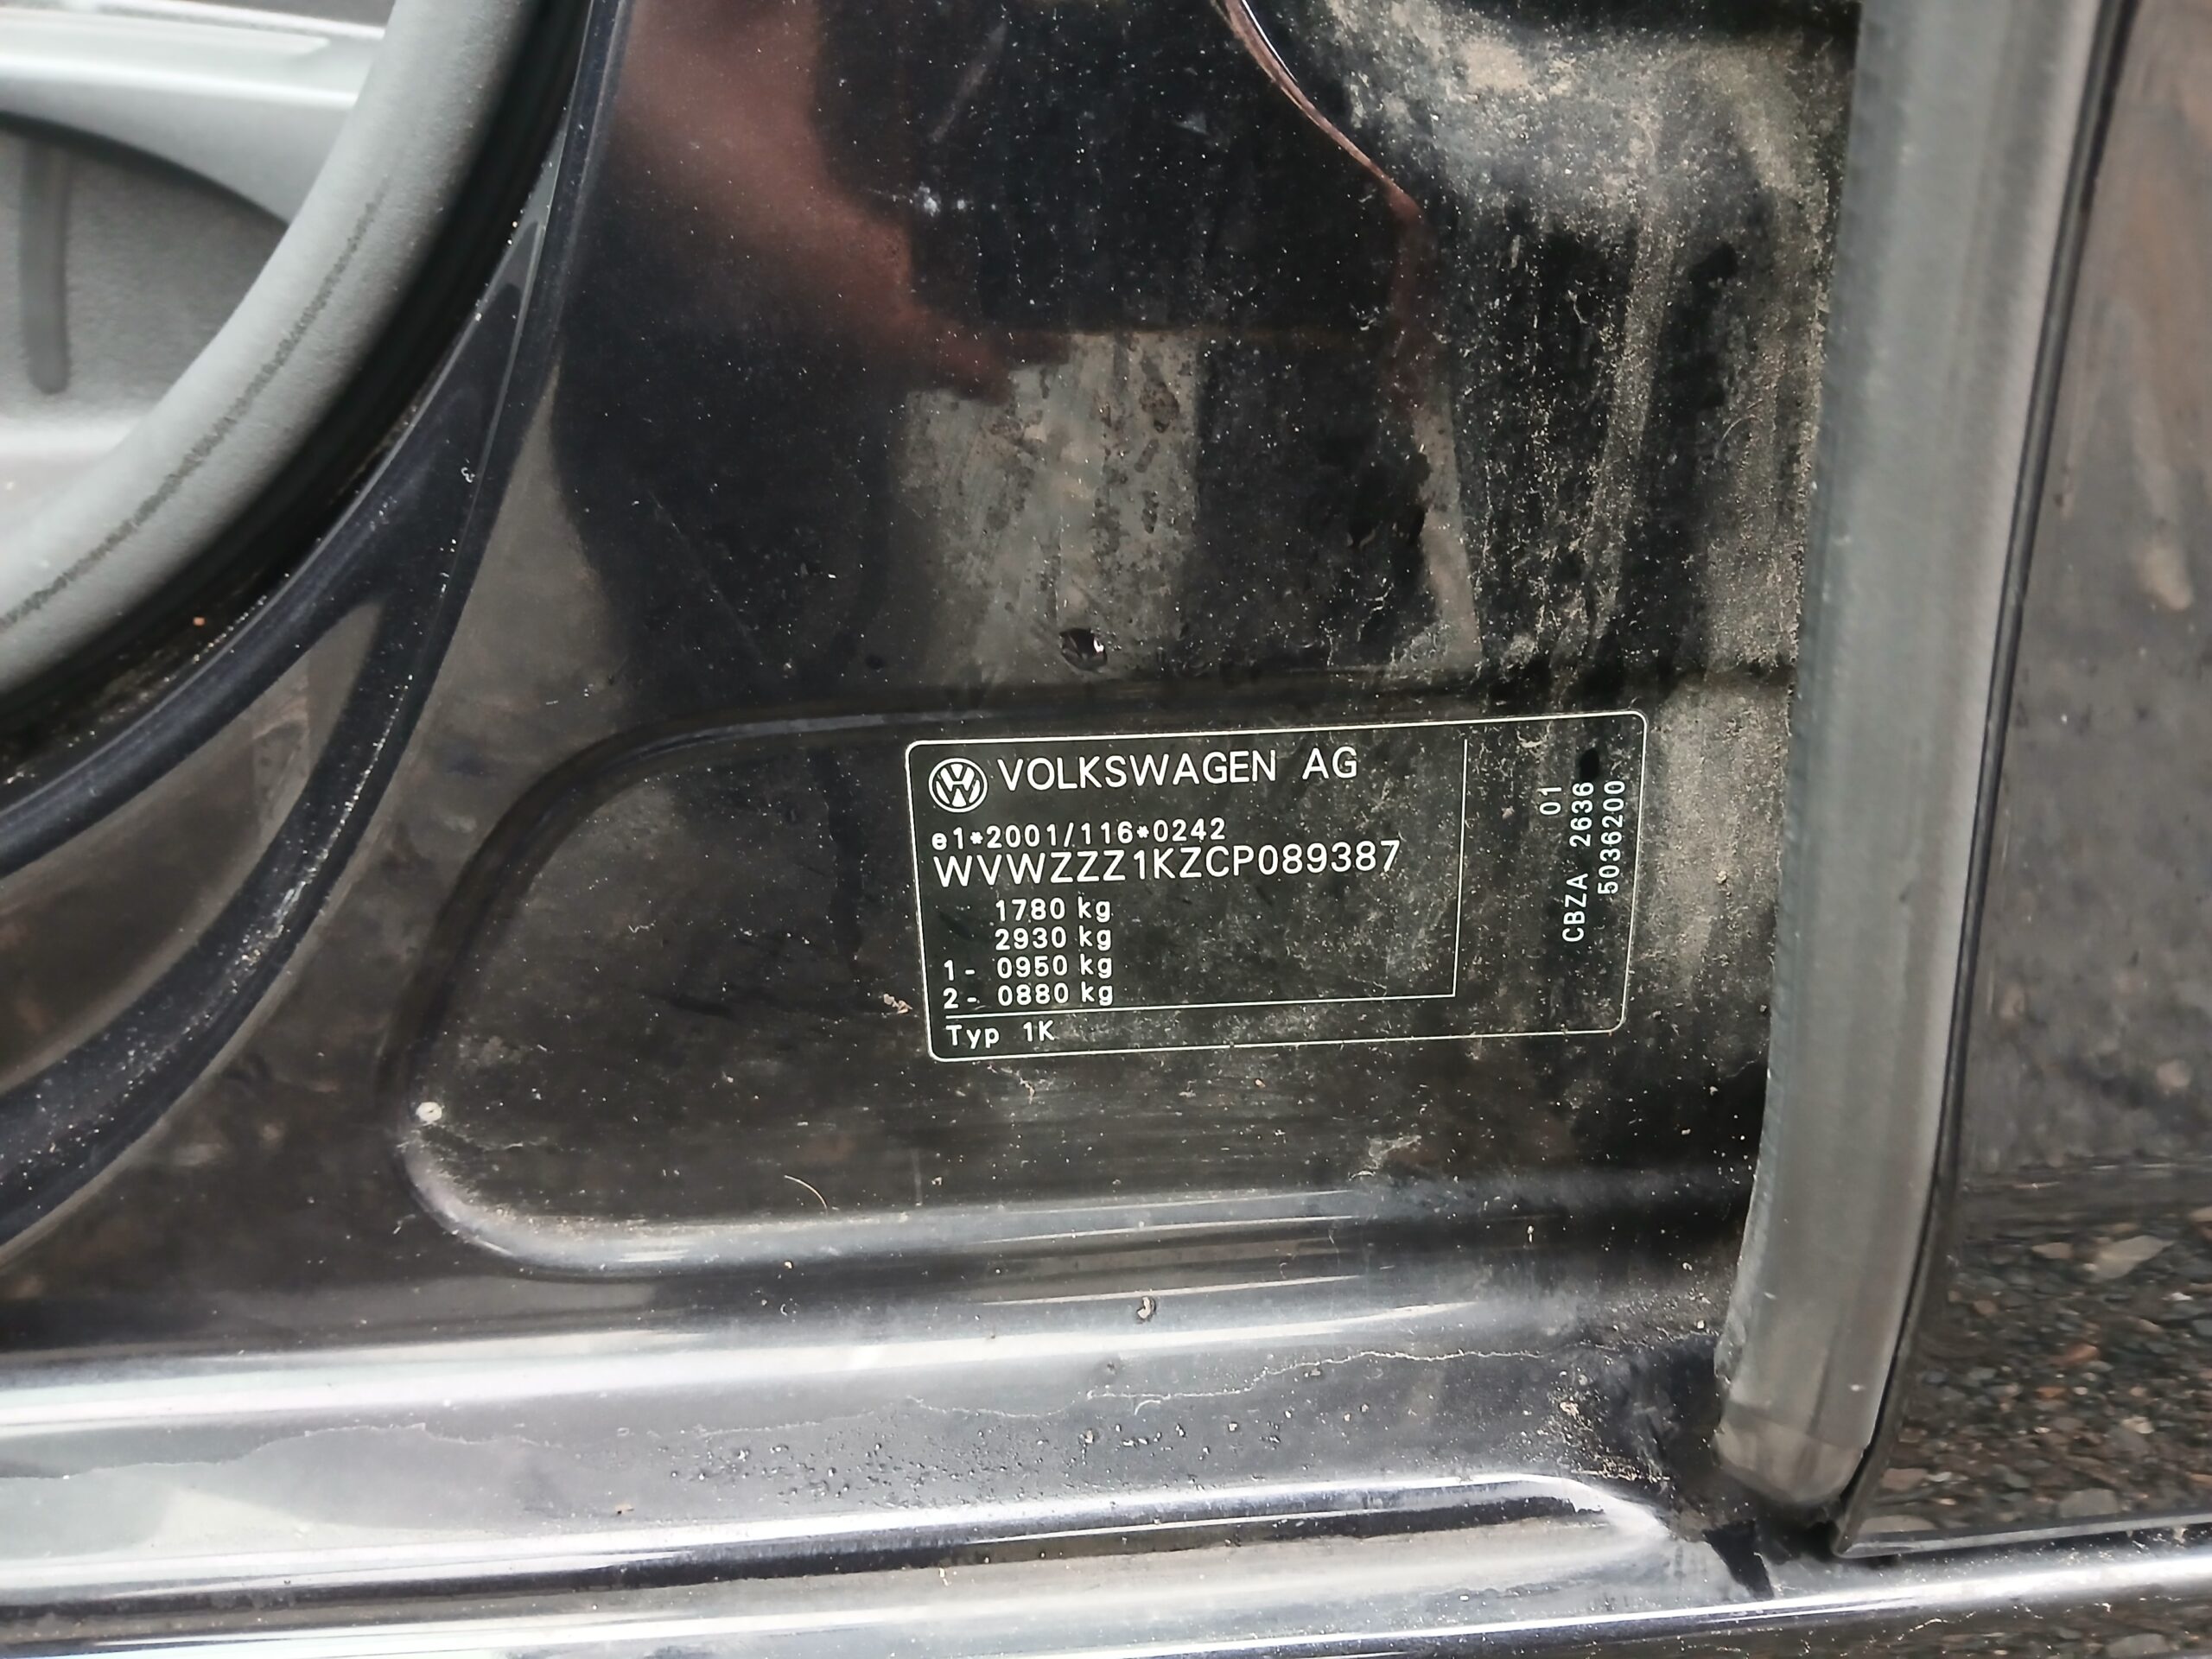 VOLKSWAGEN AG
e1*2001/116*0242
WVWZZZ1KZCP089387
1780 kg
2930 kg
1- 0950 kg
2- 0880 kg
Typ 1K
01
CBZA 2636
5036200